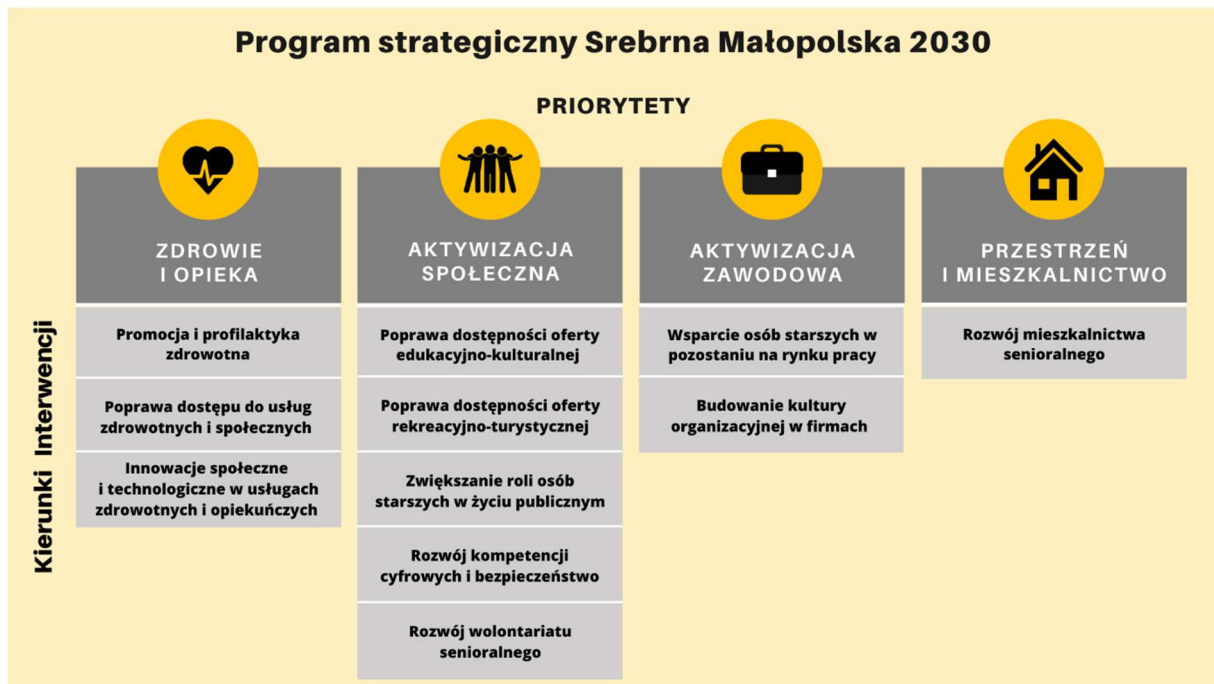 Program strategiczny Srebrna Małopolska 2030
PRIORYTETY
Kierunki Interwencji
ZDROWIE
I OPIEKA
Promocja i profilaktyka
zdrowotna
Poprawa dostępu do usług
zdrowotnych i społecznych
Innowacje społeczne
i technologiczne w usługach
zdrowotnych i opiekuńczych
AKTYWIZACJA
SPOŁECZNA
Poprawa dostępności oferty
edukacyjno-kulturalnej
Poprawa dostępności oferty
rekreacyjno-turystycznej
Zwiększanie roli osób
starszych w życiu publicznym
Rozwój kompetencji
cyfrowych i bezpieczeństwo
Rozwój wolontariatu
senioralnego
AKTYWIZACJA
ZAWODOWA
Wsparcie osób starszych w
pozostaniu na rynku pracy
Budowanie kultury
organizacyjnej w firmach
PRZESTRZEŃ
I MIESZKALNICTWO
Rozwój mieszkalnictwa
senioralnego